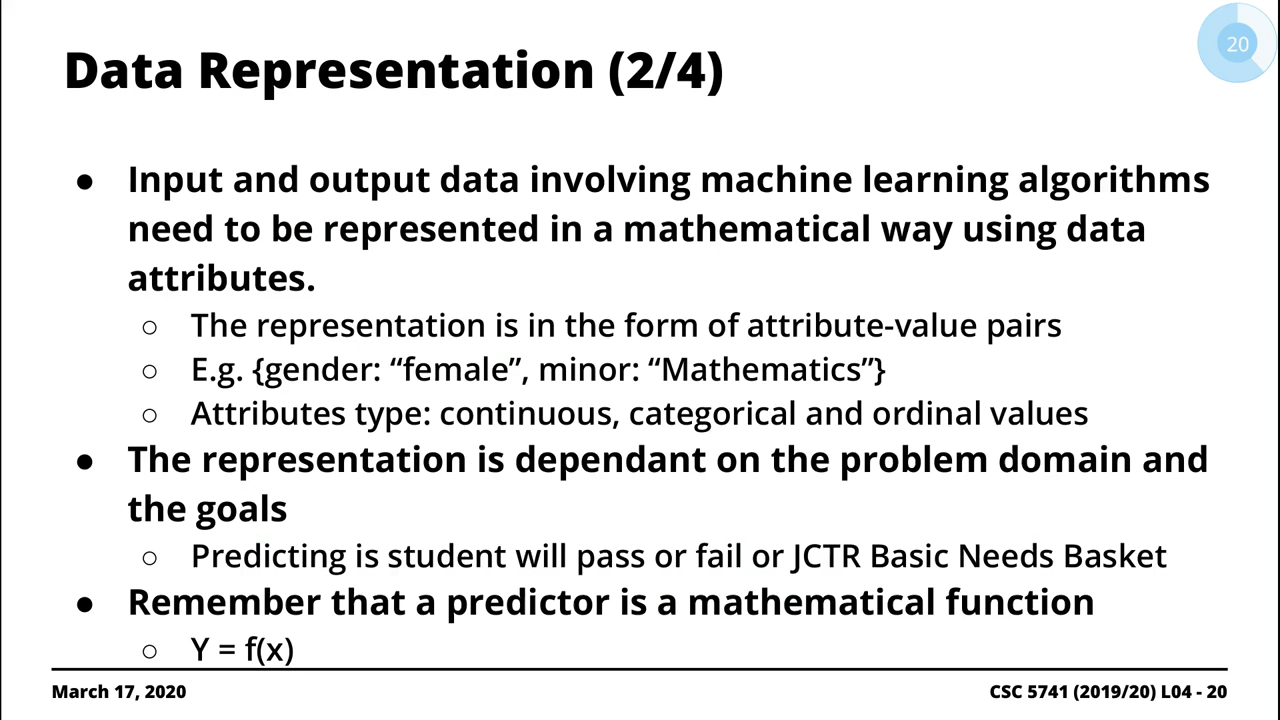 20
Data Representation (2/4)
● Input and output data involving machine learning algorithms
need to be represented in a mathematical way using data
attributes.
○ The representation is in the form of attribute-value pairs
○ E.g. {gender: “female”, minor: “Mathematics”}
○ Attributes type: continuous, categorical and ordinal values
● The representation is dependant on the problem domain and
the goals
○ Predicting is student will pass or fail or JCTR Basic Needs Basket
● Remember that a predictor is a mathematical function
○ Y = f(x)
March 17, 2020
CSC 5741 (2019/20) L04 - 20